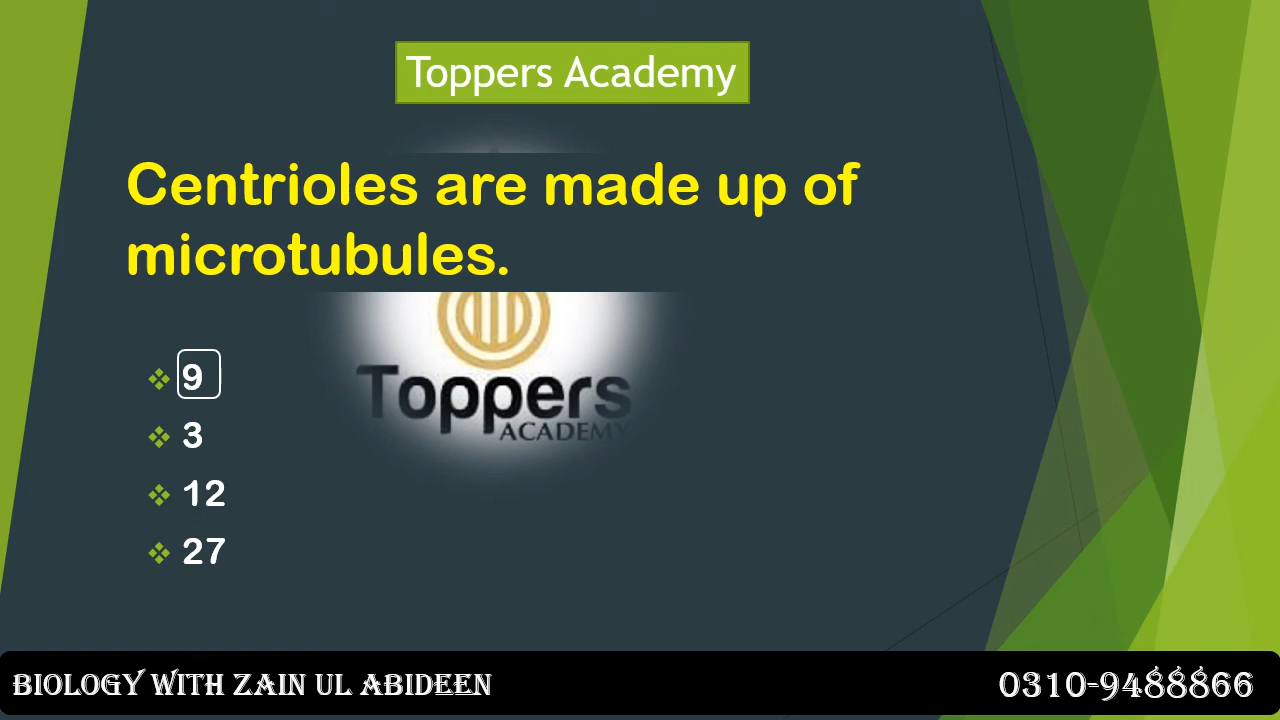 Toppers Academy
Centrioles are made up of
microtubules.
9
3
12
27
Toppers
ACADEMY
BIOLOGY WITH ZAIN UL ABIDEEN
0310-9488866